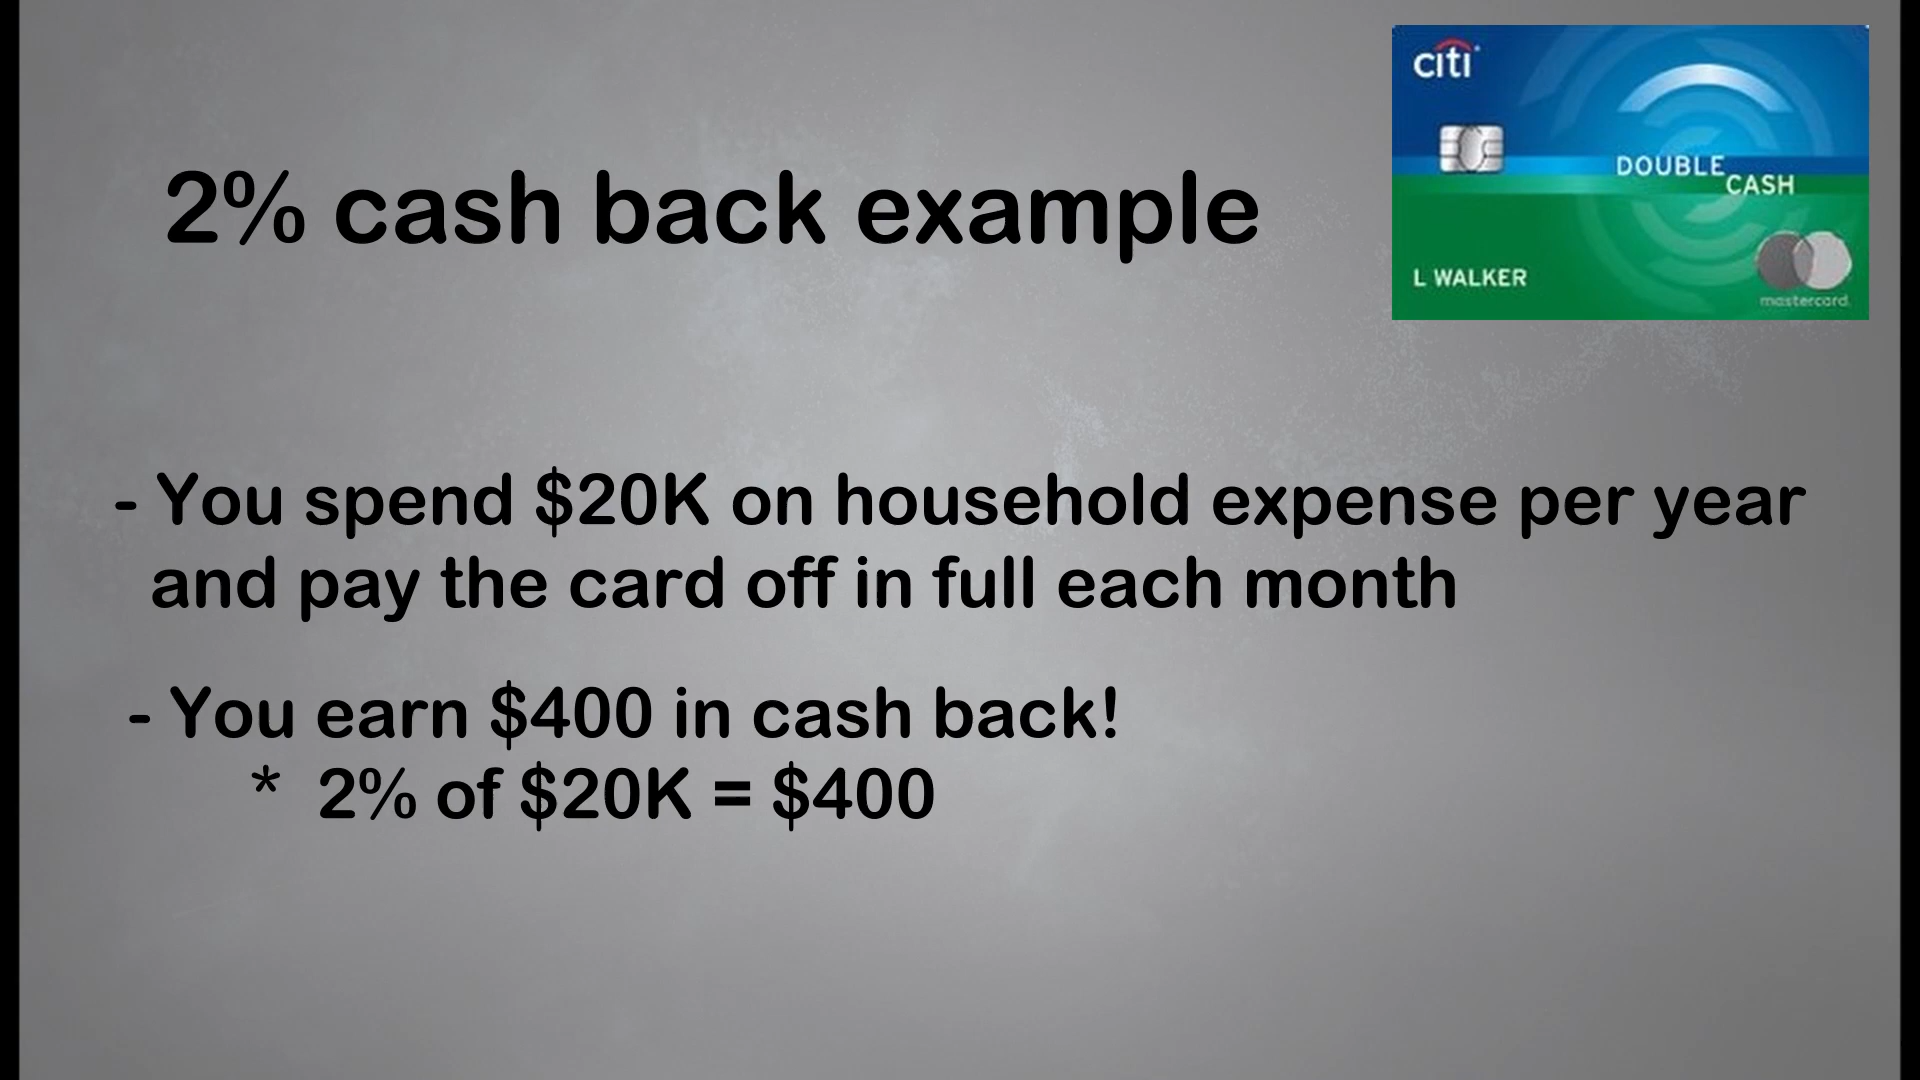 2% cash back example
citi
DOUBLE
CASH
L WALKER
mastercard.
- You spend $20K on household expense per year
and pay the card off in full each month
- You earn $400 in cash back!
* 2% of $20K = $400